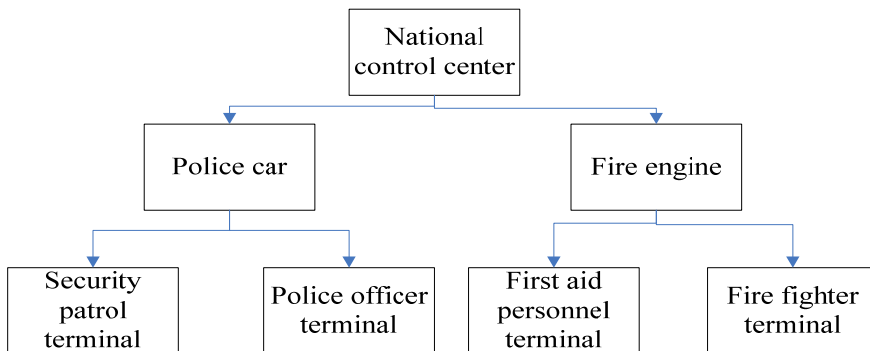 National
control center
Police car
Fire engine
Security
patrol
terminal
Police officer
terminal
First aid
personnel
terminal
Fire fighter
terminal